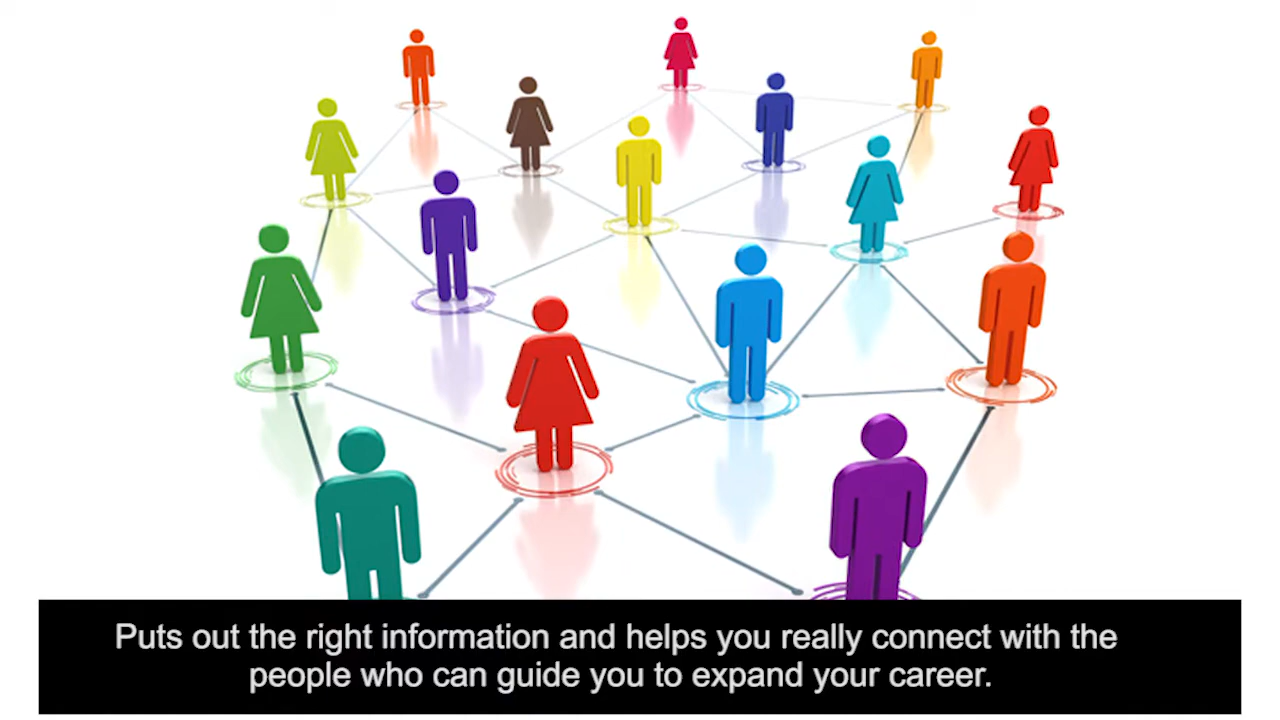 Puts out the right information and helps you really connect with the
people who can guide you to expand your career.